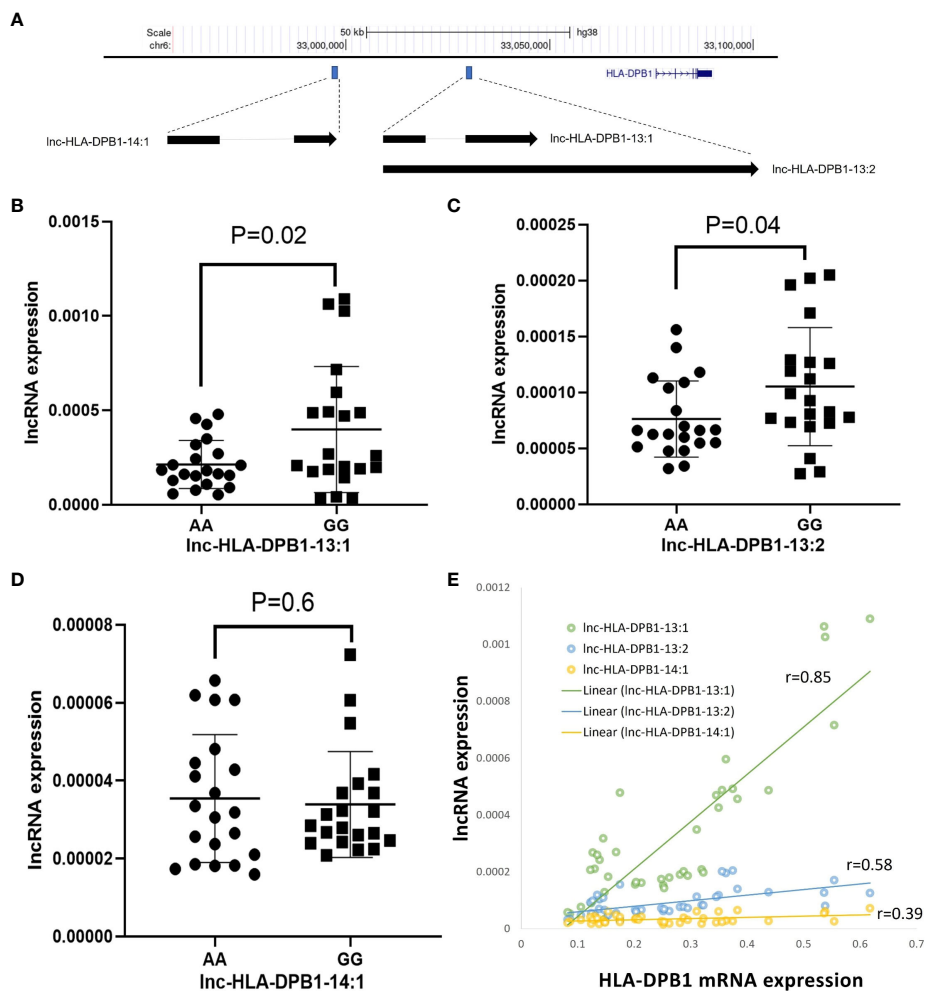 A
Scale 50 kb hg38
chr6: 33,000,000 33,050,000 33,100,000
HLA-DPB1
lnc-HLA-DPB1-14:1
lnc-HLA-DPB1-13:1
lnc-HLA-DPB1-13:2
B
P=0.02
lncRNA expression
0.0015
0.0010
0.0005
0.0000
AA GG
lnc-HLA-DPB1-13:1
C
P=0.04
lncRNA expression
0.00025
0.00020
0.00015
0.00010
0.00005
0.00000
AA GG
lnc-HLA-DPB1-13:2
D
P=0.6
lncRNA expression
0.00008
0.00006
0.00004
0.00002
0.00000
AA GG
lnc-HLA-DPB1-14:1
E
lncRNA expression
0.0012
0.001
0.0008
0.0006
0.0004
0.0002
0
lnc-HLA-DPB1-13:1
lnc-HLA-DPB1-13:2
lnc-HLA-DPB1-14:1
Linear (lnc-HLA-DPB1-13:1)
Linear (lnc-HLA-DPB1-13:2)
Linear (lnc-HLA-DPB1-14:1)
r=0.85
r=0.58
r=0.39
0 0.1 0.2 0.3 0.4 0.5 0.6 0.7
HLA-DPB1 mRNA expression